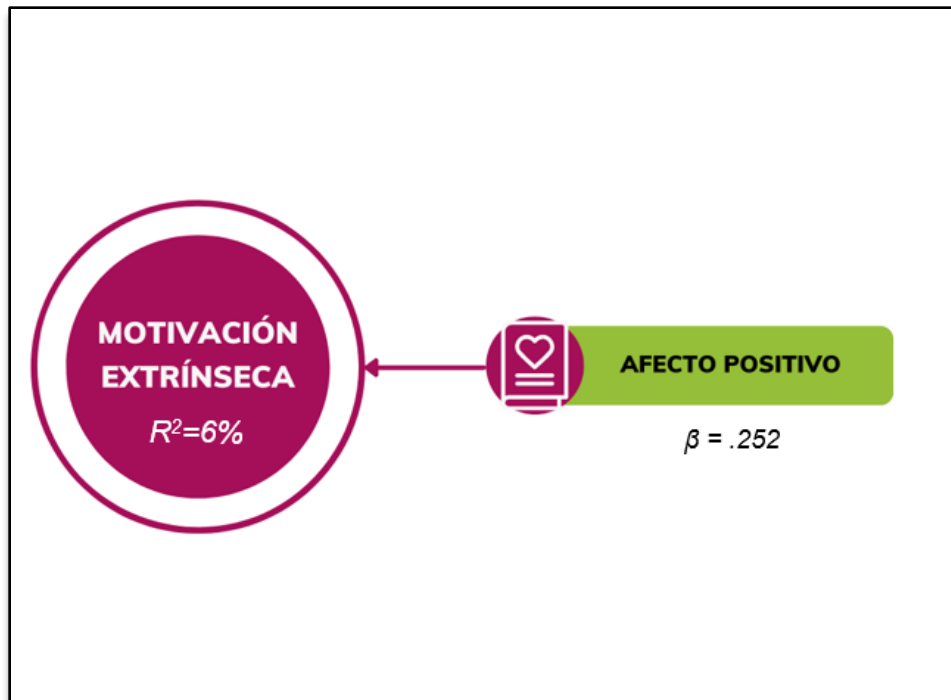 MOTIVACIÓN
EXTRÍNSECA
R²=6%
AFECTO POSITIVO
β = .252